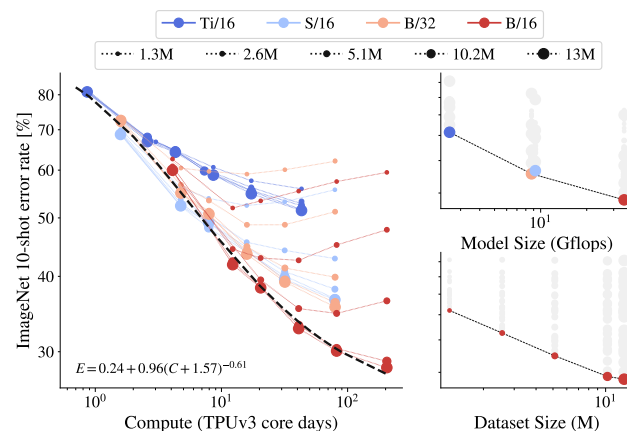 Ti/16 S/16 B/32 B/16
1.3M 2.6M 5.1M 10.2M 13M
ImageNet 10-shot error rate [%]
80
70
60
50
40
30
E = 0.24 + 0.96(C + 1.57)^{-0.61}
10^0 10^1 10^2
Compute (TPUv3 core days)
10^1
Model Size (Gflops)
Dataset Size (M)